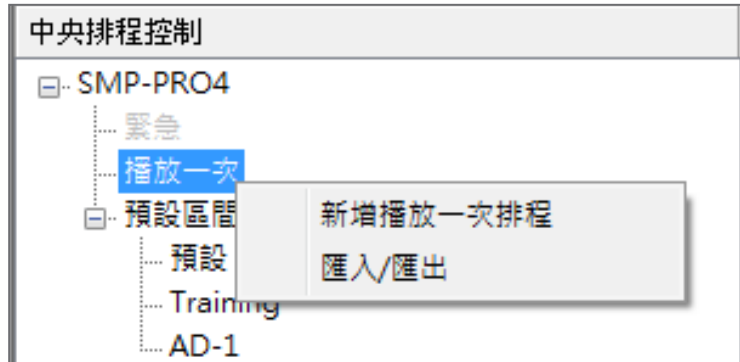 中央排程控制
SMP-PRO4
緊急
播放一次
預設區間
新增播放一次排程
預設
匯入/匯出
Training
AD-1